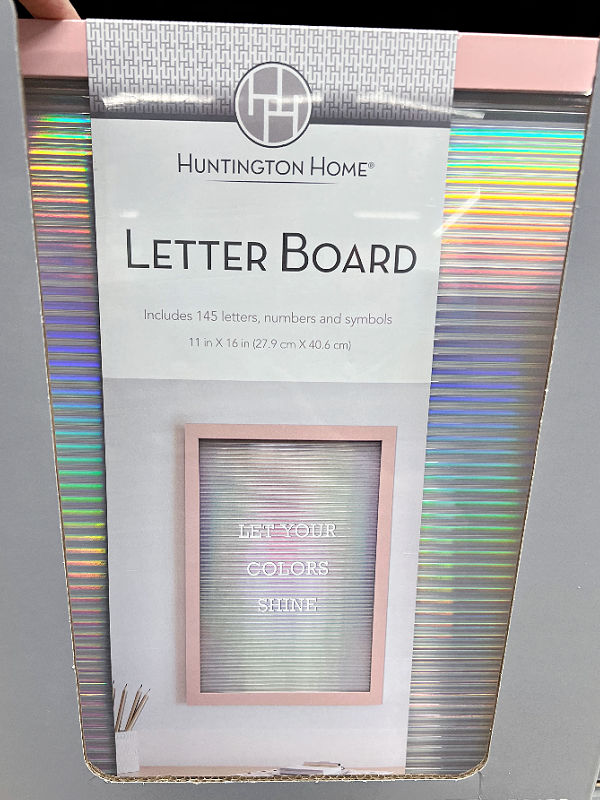 HH
HUNTINGTON HOME®
LETTER BOARD
Includes 145 letters, numbers and symbols
11 in X 16 in (27.9 cm X 40.6 cm)
LET YOUR
COLORS
SHINE